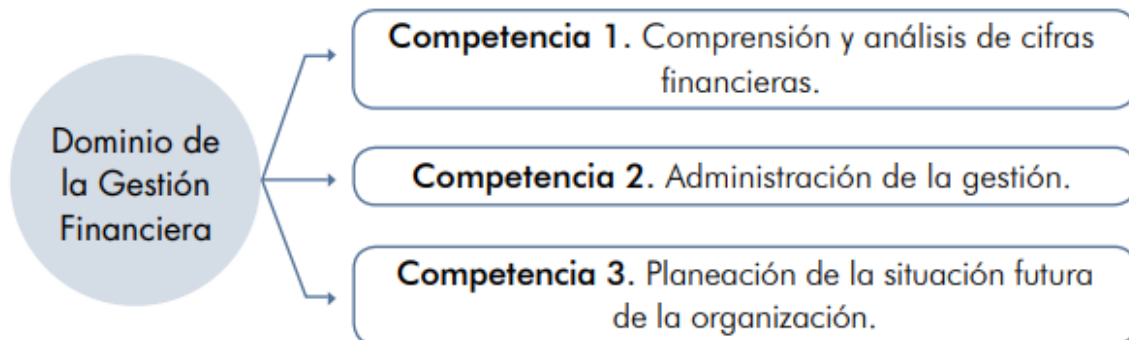 Dominio de
la Gestión
Financiera
Competencia 1. Comprensión y análisis de cifras
financieras.
Competencia 2. Administración de la gestión.
Competencia 3. Planeación de la situación futura
de la organización.